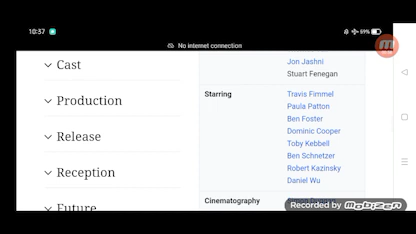 10:37
59%
No internet connection
Cast
Production
Release
Reception
Future
Jon Jashni
Stuart Fenegan
Starring
Travis Fimmel
Paula Patton
Ben Foster
Dominic Cooper
Toby Kebbell
Ben Schnetzer
Robert Kazinsky
Daniel Wu
Cinematography
Recorded by Mobizen